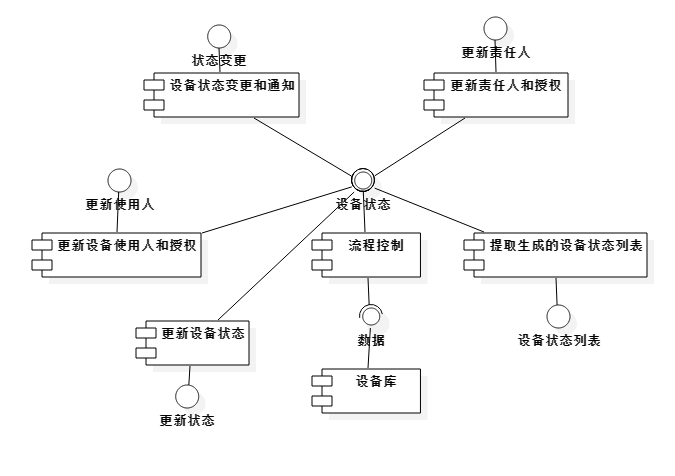 更新责任人
状态变更
设备状态变更和通知
更新责任人和授权
更新使用人
设备状态
更新设备使用人和授权
流程控制
提取生成的设备状态列表
更新设备状态
数据
设备状态列表
设备库
更新状态